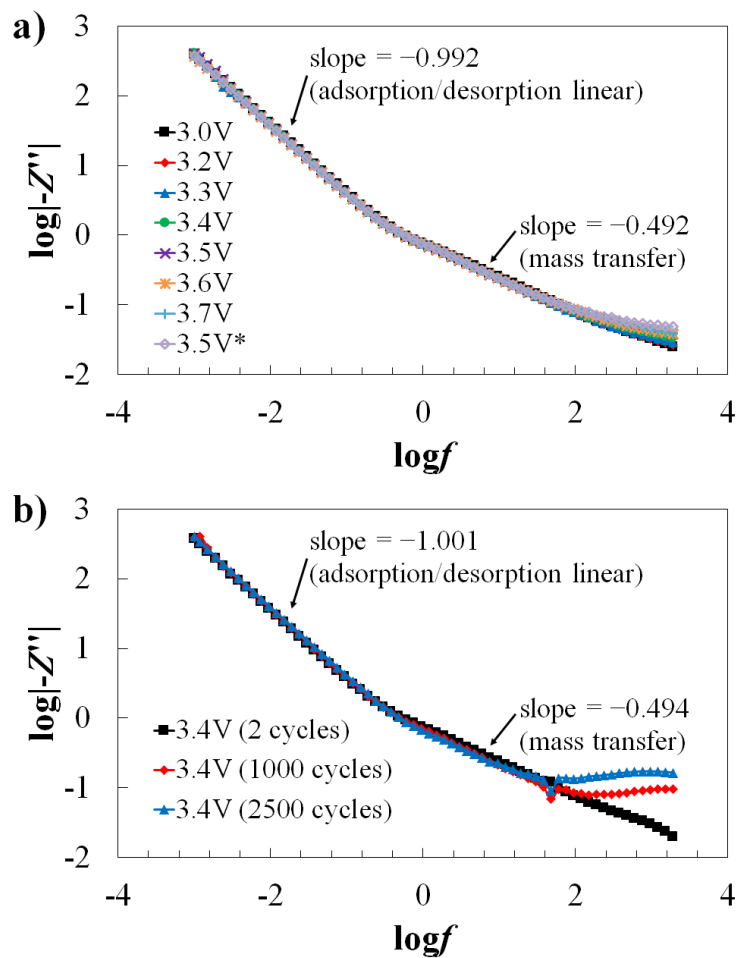 a)
3
2
1
0
-1
-2
-4
-2
0
2
4
log|-Z''|
logf
slope = −0.992
(adsorption/desorption linear)
slope = −0.492
(mass transfer)
3.0V
3.2V
3.3V
3.4V
3.5V
3.6V
3.7V
3.5V*
b)
3
2
1
0
-1
-2
-4
-2
0
2
4
log|-Z''|
logf
slope = −1.001
(adsorption/desorption linear)
slope = −0.494
(mass transfer)
3.4V (2 cycles)
3.4V (1000 cycles)
3.4V (2500 cycles)